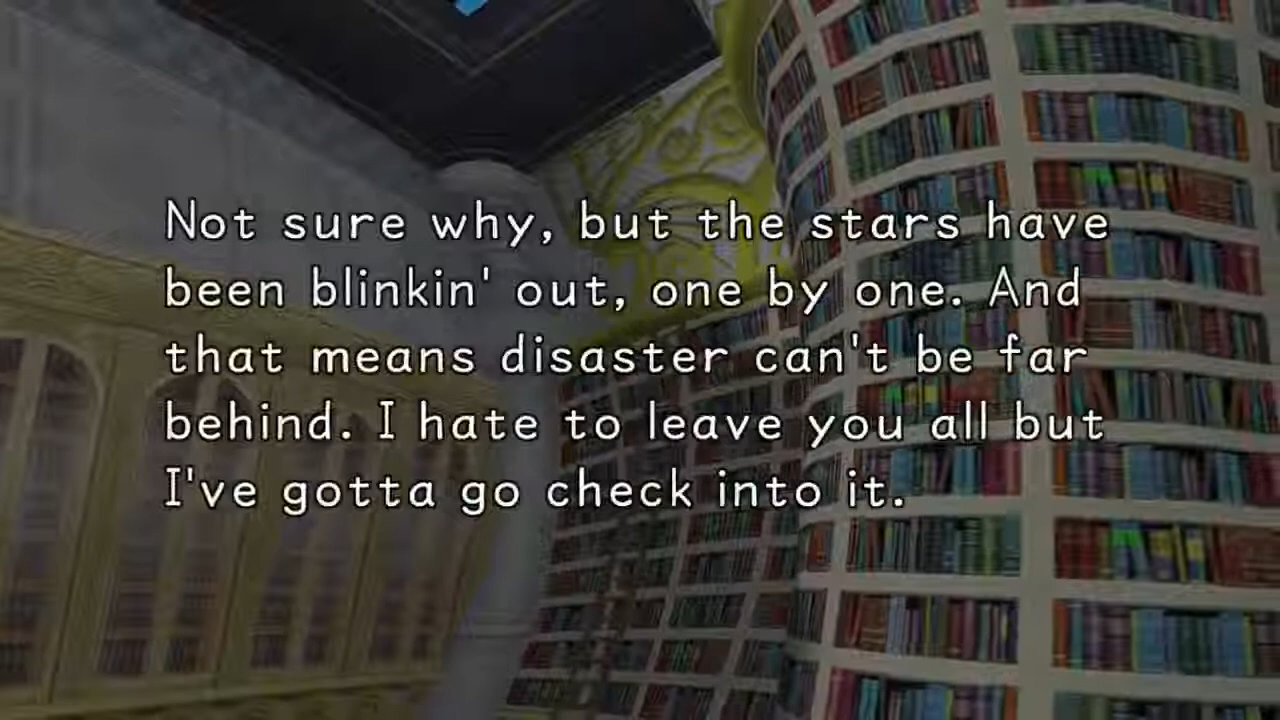 Not sure why, but the stars have
been blinkin' out, one by one. And
that means disaster can't be far
behind. I hate to leave you all but
I've gotta go check into it.